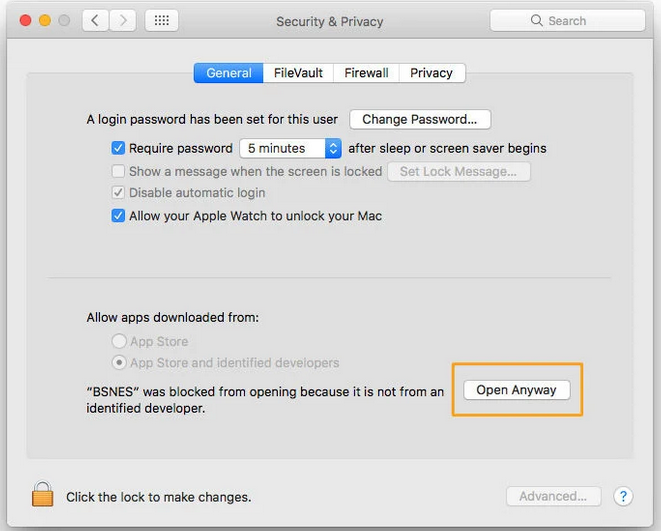 Security & Privacy
Search
General FileVault Firewall Privacy
A login password has been set for this user Change Password...
Require password 5 minutes after sleep or screen saver begins
Show a message when the screen is locked Set Lock Message...
Disable automatic login
Allow your Apple Watch to unlock your Mac
Allow apps downloaded from:
App Store
App Store and identified developers
“BSNES” was blocked from opening because it is not from an
identified developer.
Open Anyway
Click the lock to make changes.
Advanced...
?